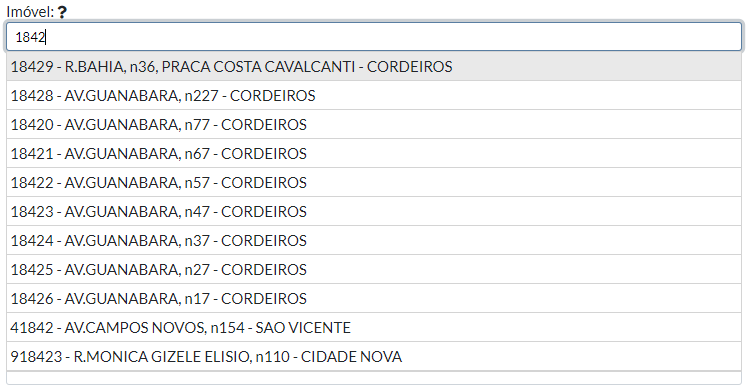 Imóvel: ?
1842
18429 - R.BAHIA, n36, PRACA COSTA CAVALCANTI - CORDEIROS
18428 - AV.GUANABARA, n227 - CORDEIROS
18420 - AV.GUANABARA, n77 - CORDEIROS
18421 - AV.GUANABARA, n67 - CORDEIROS
18422 - AV.GUANABARA, n57 - CORDEIROS
18423 - AV.GUANABARA, n47 - CORDEIROS
18424 - AV.GUANABARA, n37 - CORDEIROS
18425 - AV.GUANABARA, n27 - CORDEIROS
18426 - AV.GUANABARA, n17 - CORDEIROS
41842 - AV.CAMPOS NOVOS, n154 - SAO VICENTE
918423 - R.MONICA GIZELE ELISIO, n110 - CIDADE NOVA